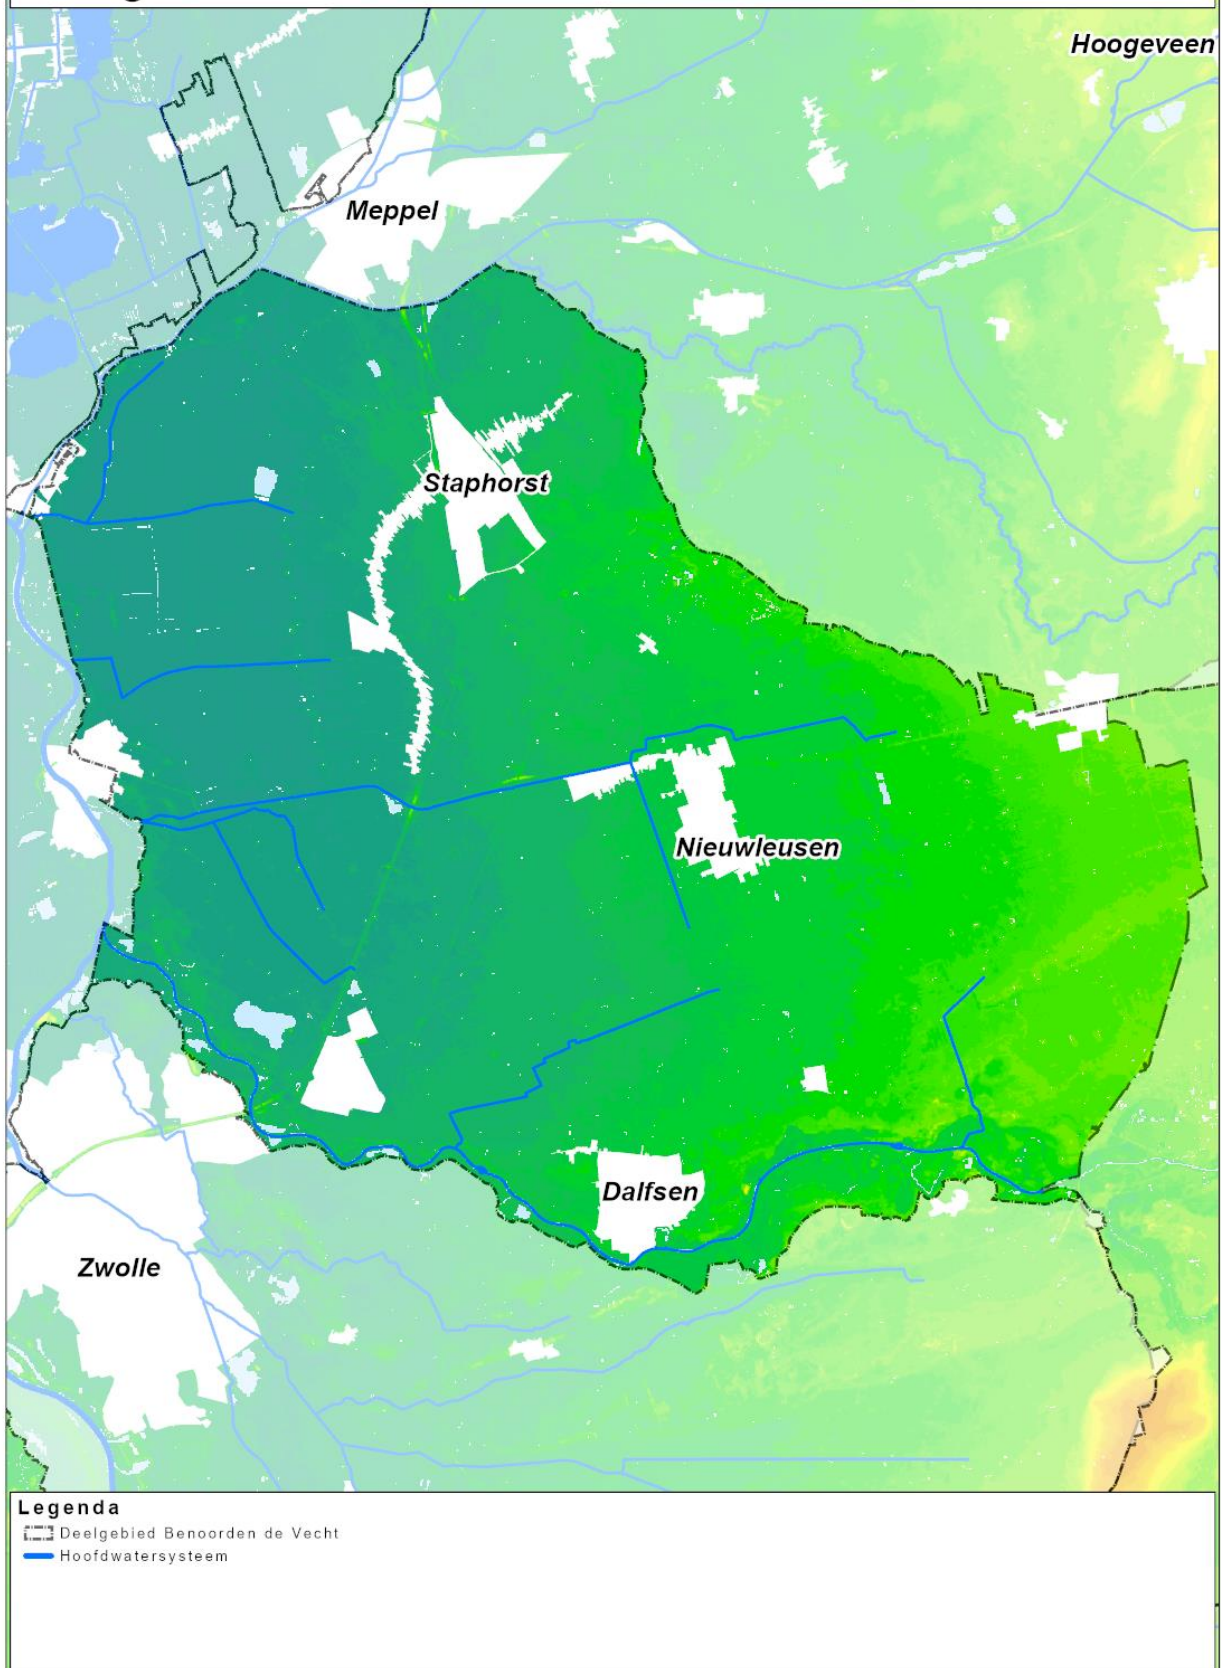 Hoogeveen
Meppel
Staphorst
Nieuwleusen
Dalfsen
Zwolle
Legenda
Deelgebied Benoorden de Vecht
Hoofdwatersysteem